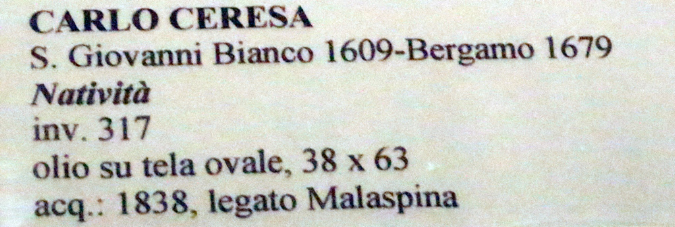 CARLO CERESA
S. Giovanni Bianco 1609-Bergamo 1679
Natività
inv. 317
olio su tela ovale, 38 x 63
acq.: 1838, legato Malaspina